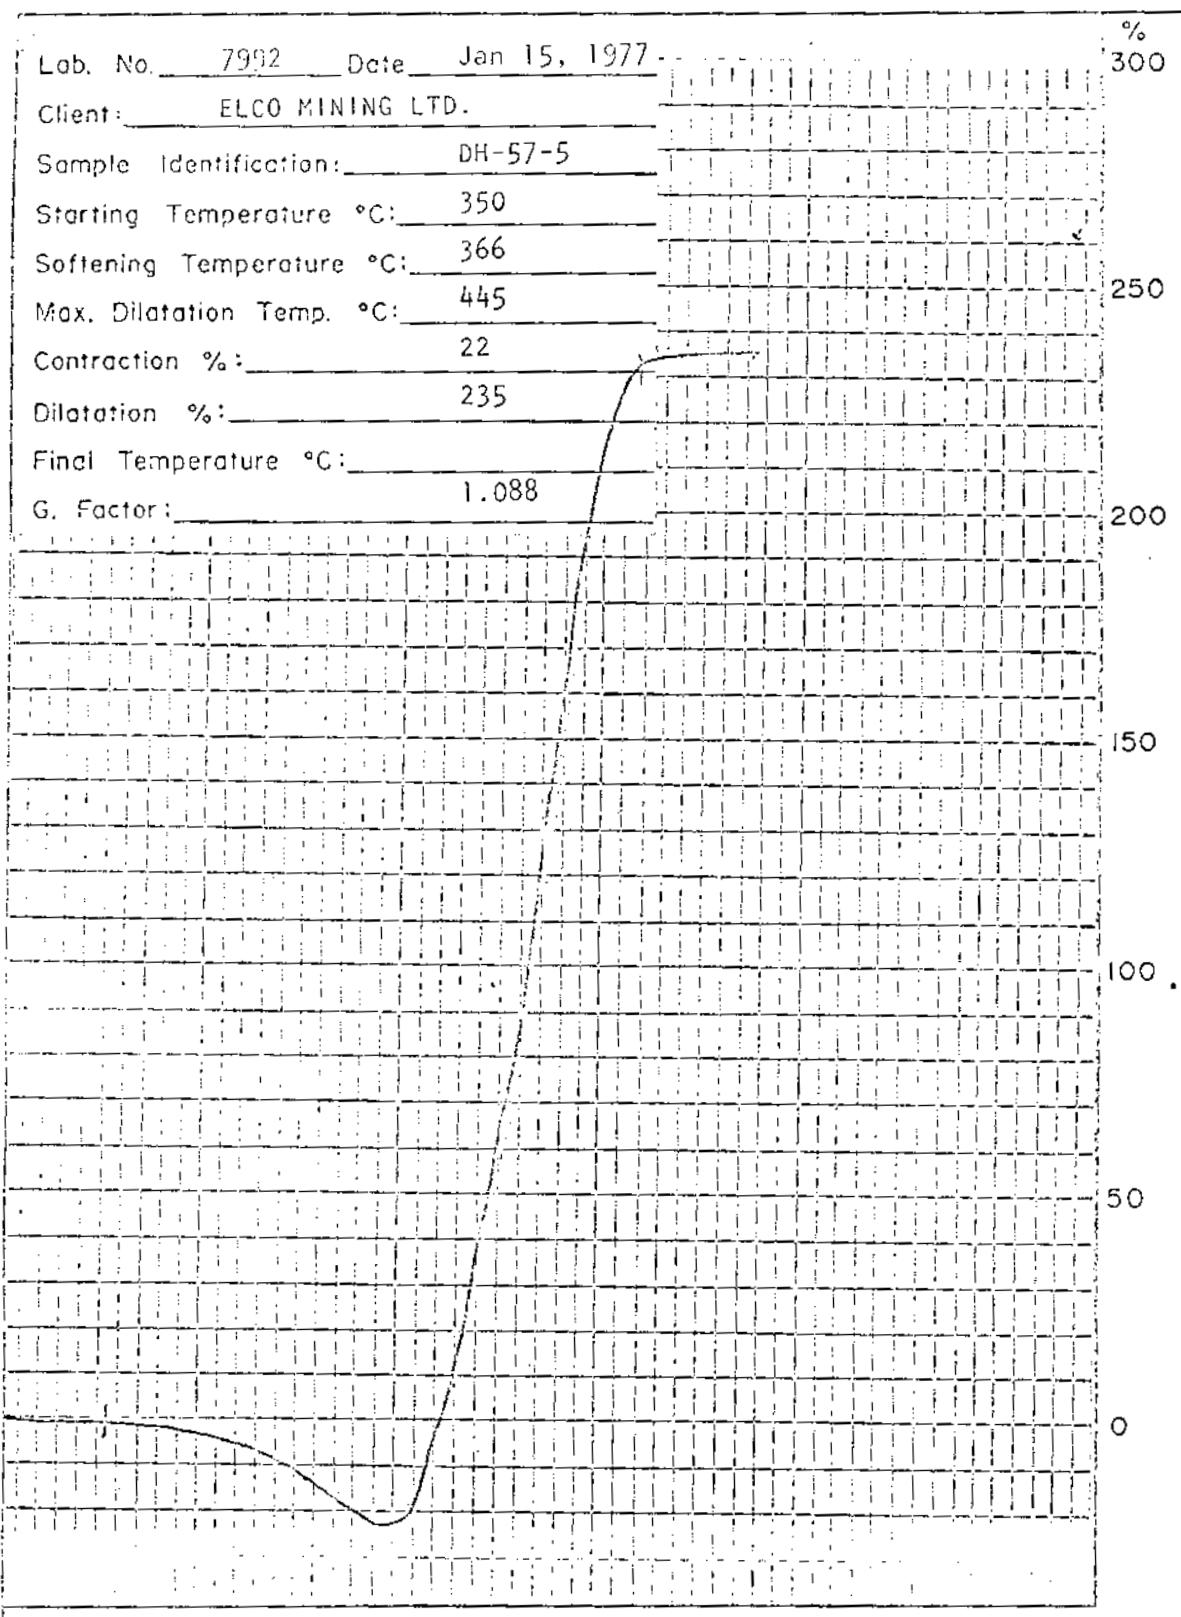 Lab. No. 7992 Date Jan 15, 1977
Client: ELCO MINING LTD.
Sample Identification: DH-57-5
Starting Temperature °C: 350
Softening Temperature °C: 366
Max. Dilatation Temp. °C: 445
Contraction %: 22
Dilatation %: 235
Final Temperature °C:
G. Factor: 1.088
%
300
250
200
150
100
50
0